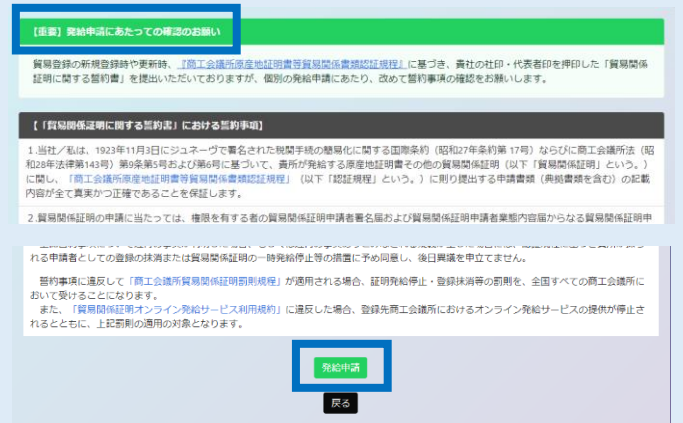 【重要】発給申請にあたっての確認のお願い
貿易登録の新規登録時や更新時、『商工会議所原産地証明書等貿易関係書類認証規程』に基づき、貴社の社印・代表者印を押印した「貿易関係
証明に関する誓約書」を提出いただいておりますが、個別の発給申請にあたり、改めて誓約事項の確認をお願いします。
【「貿易関係証明に関する誓約書」における誓約事項】
1.当社／私は、1923年11月3日にジュネーヴで署名された税関手続の簡易化に関する国際条約（昭和27年条約第 17号）ならびに商工会議所法（昭
和28年法律第143号）第9条第5号および第6号に基づいて、貴所が発給する原産地証明書その他の貿易関係証明（以下「貿易関係証明」という。）
に関し、「商工会議所原産地証明書等貿易関係書類認証規程」（以下「認証規程」という。）に則り提出する申請書類（典拠書類を含む）の記載
内容が全て真実かつ正確であることを保証します。
2.貿易関係証明の申請に当たっては、権限を有する者の貿易関係証明申請者署名届および貿易関係証明申請者業態内容届からなる貿易関係証明申
れる申請者としての登録の抹消または貿易関係証明の一時発給停止等の措置に予め同意し、後日異議を申立てません。
誓約事項に違反して「商工会議所貿易関係証明罰則規程」が適用される場合、証明発給停止・登録抹消等の罰則を、全国すべての商工会議所に
おいて受けることになります。
また、「貿易関係証明オンライン発給サービス利用規約」に違反した場合、登録先商工会議所におけるオンライン発給サービスの提供が停止さ
れるとともに、上記罰則の適用の対象となります。
発給申請
戻る